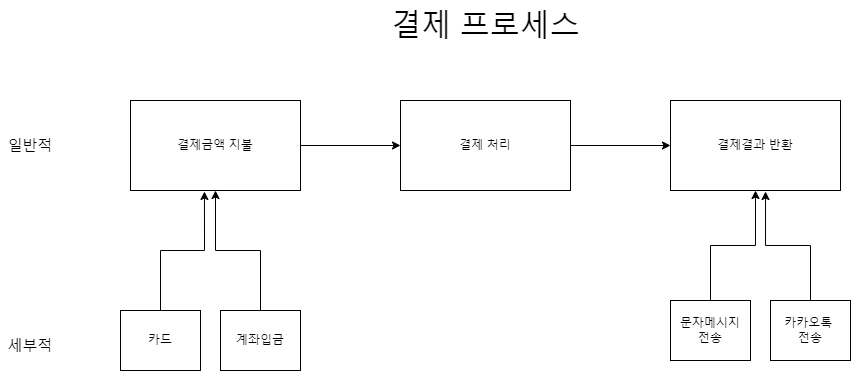 결제 프로세스
일반적
결제금액 지불
결제 처리
결제결과 반환
세부적
카드
계좌입금
문자메시지
전송
카카오톡
전송